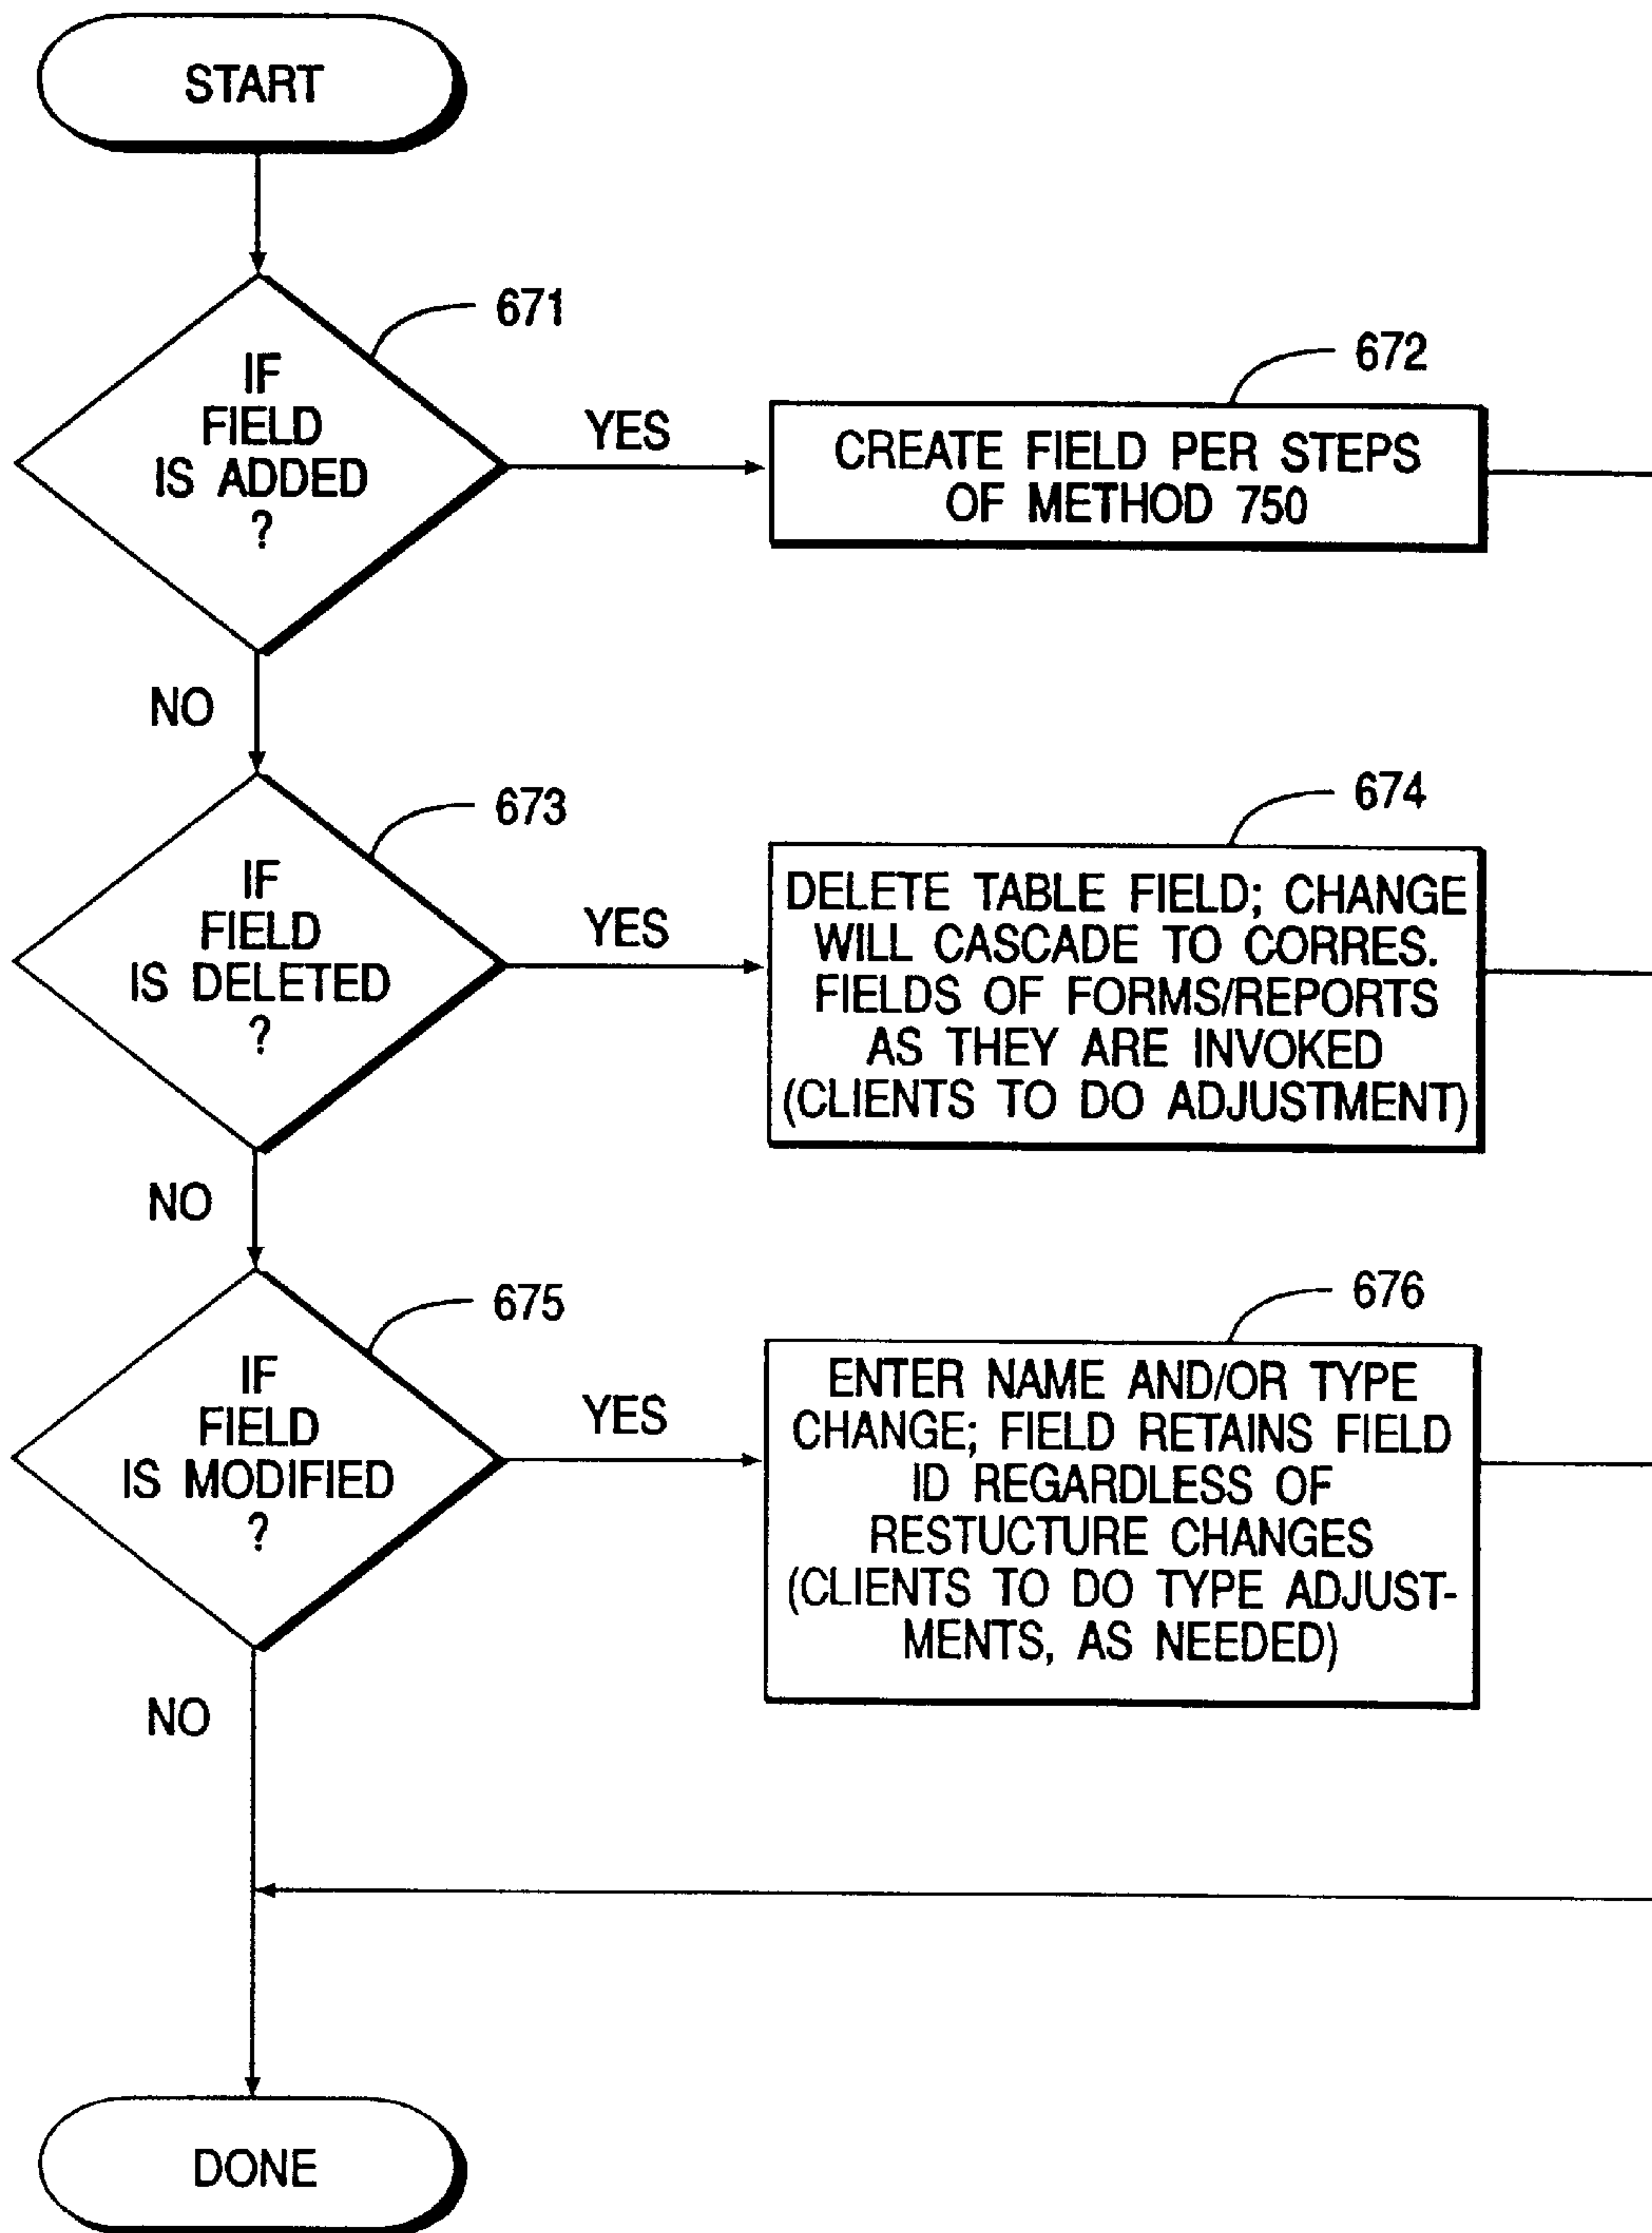 START
671
IF
FIELD
IS ADDED
?
YES
672
CREATE FIELD PER STEPS
OF METHOD 750
NO
673
IF
FIELD
IS DELETED
?
YES
674
DELETE TABLE FIELD; CHANGE
WILL CASCADE TO CORRES.
FIELDS OF FORMS/REPORTS
AS THEY ARE INVOKED
(CLIENTS TO DO ADJUSTMENT)
NO
675
IF
FIELD
IS MODIFIED
?
YES
676
ENTER NAME AND/OR TYPE
CHANGE; FIELD RETAINS FIELD
ID REGARDLESS OF
RESTUCTURE CHANGES
(CLIENTS TO DO TYPE ADJUST-
MENTS, AS NEEDED)
NO
DONE